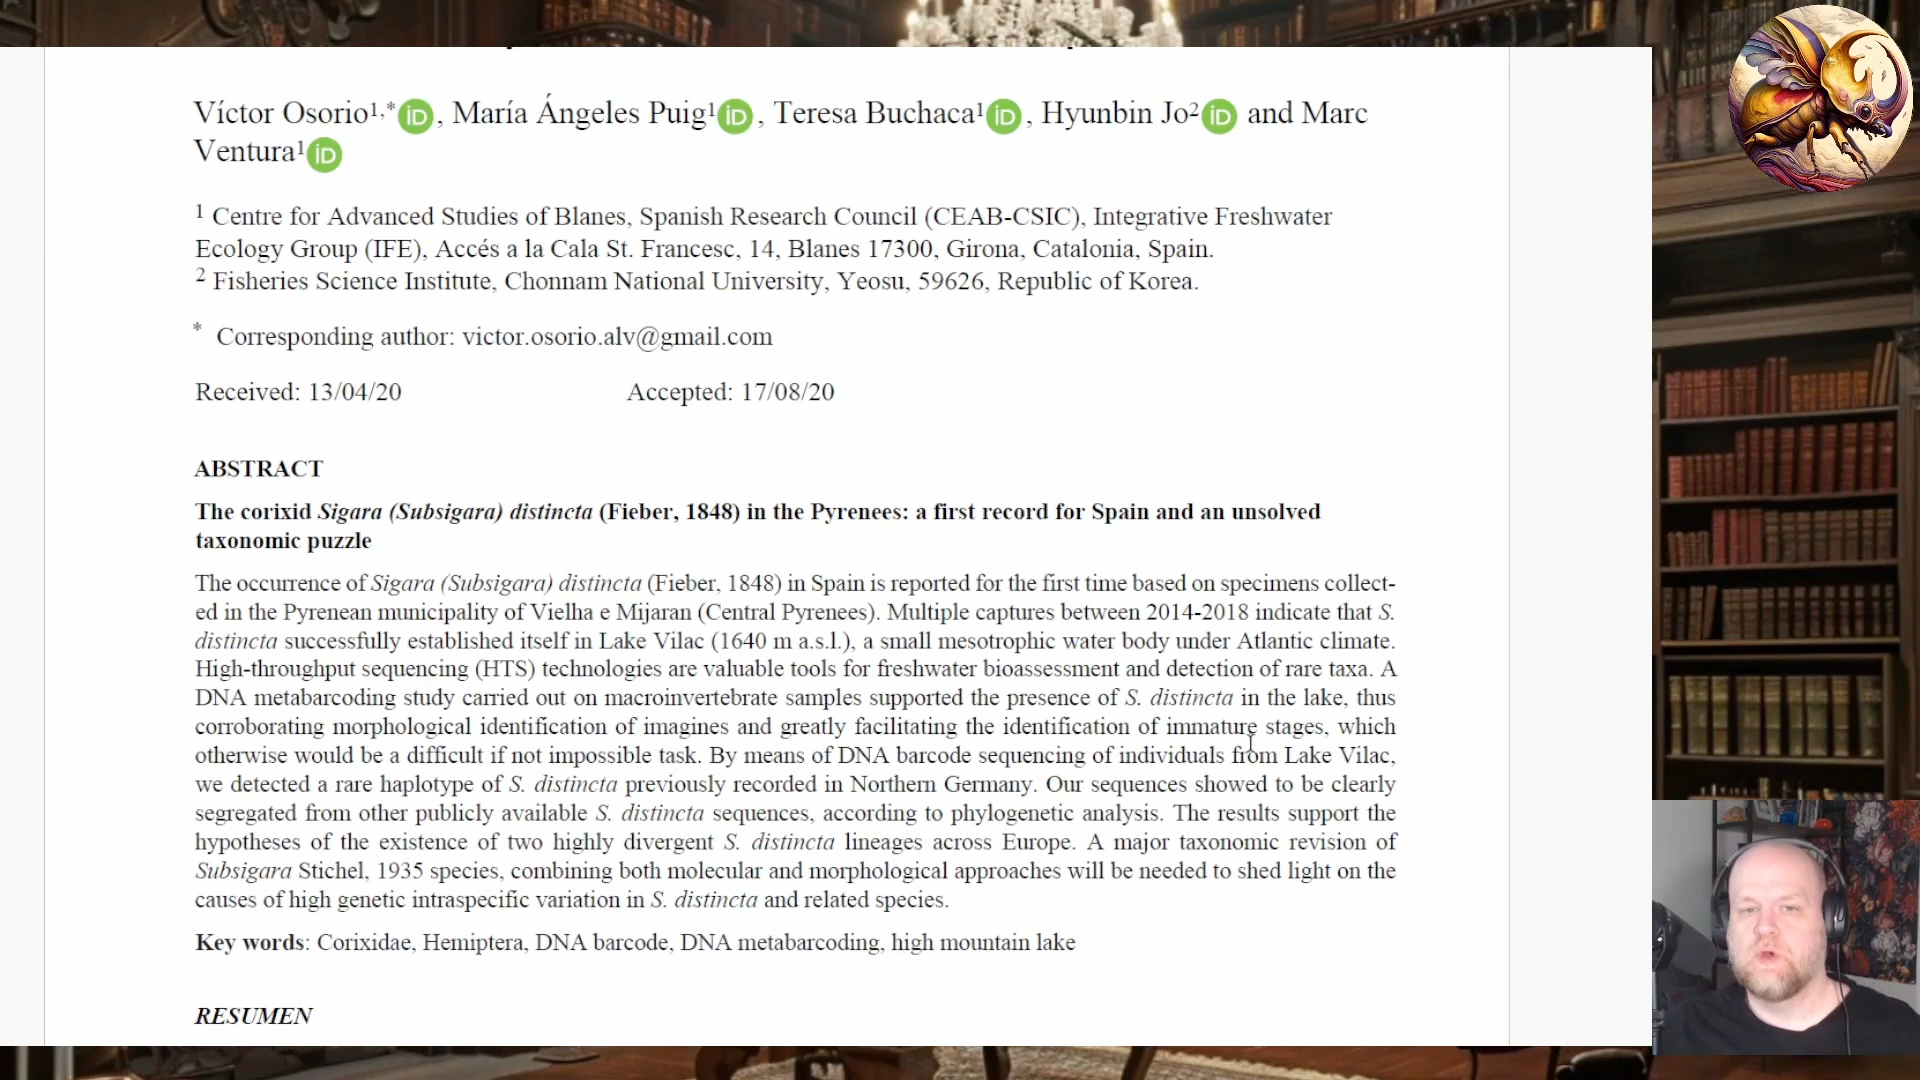 Víctor Osorio1,* iD , María Ángeles Puig1 iD , Teresa Buchaca1 iD , Hyunbin Jo2 iD and Marc
Ventura1 iD
1 Centre for Advanced Studies of Blanes, Spanish Research Council (CEAB-CSIC), Integrative Freshwater
Ecology Group (IFE), Accés a la Cala St. Francesc, 14, Blanes 17300, Girona, Catalonia, Spain.
2 Fisheries Science Institute, Chonnam National University, Yeosu, 59626, Republic of Korea.
* Corresponding author: victor.osorio.alv@gmail.com
Received: 13/04/20 Accepted: 17/08/20
ABSTRACT
The corixid Sigara (Subsigara) distincta (Fieber, 1848) in the Pyrenees: a first record for Spain and an unsolved
taxonomic puzzle
The occurrence of Sigara (Subsigara) distincta (Fieber, 1848) in Spain is reported for the first time based on specimens collect-
ed in the Pyrenean municipality of Vielha e Mijaran (Central Pyrenees). Multiple captures between 2014-2018 indicate that S.
distincta successfully established itself in Lake Vilac (1640 m a.s.l.), a small mesotrophic water body under Atlantic climate.
High-throughput sequencing (HTS) technologies are valuable tools for freshwater bioassessment and detection of rare taxa. A
DNA metabarcoding study carried out on macroinvertebrate samples supported the presence of S. distincta in the lake, thus
corroborating morphological identification of imagines and greatly facilitating the identification of immature stages, which
otherwise would be a difficult if not impossible task. By means of DNA barcode sequencing of individuals from Lake Vilac,
we detected a rare haplotype of S. distincta previously recorded in Northern Germany. Our sequences showed to be clearly
segregated from other publicly available S. distincta sequences, according to phylogenetic analysis. The results support the
hypotheses of the existence of two highly divergent S. distincta lineages across Europe. A major taxonomic revision of
Subsigara Stichel, 1935 species, combining both molecular and morphological approaches will be needed to shed light on the
causes of high genetic intraspecific variation in S. distincta and related species.
Key words: Corixidae, Hemiptera, DNA barcode, DNA metabarcoding, high mountain lake
RESUMEN